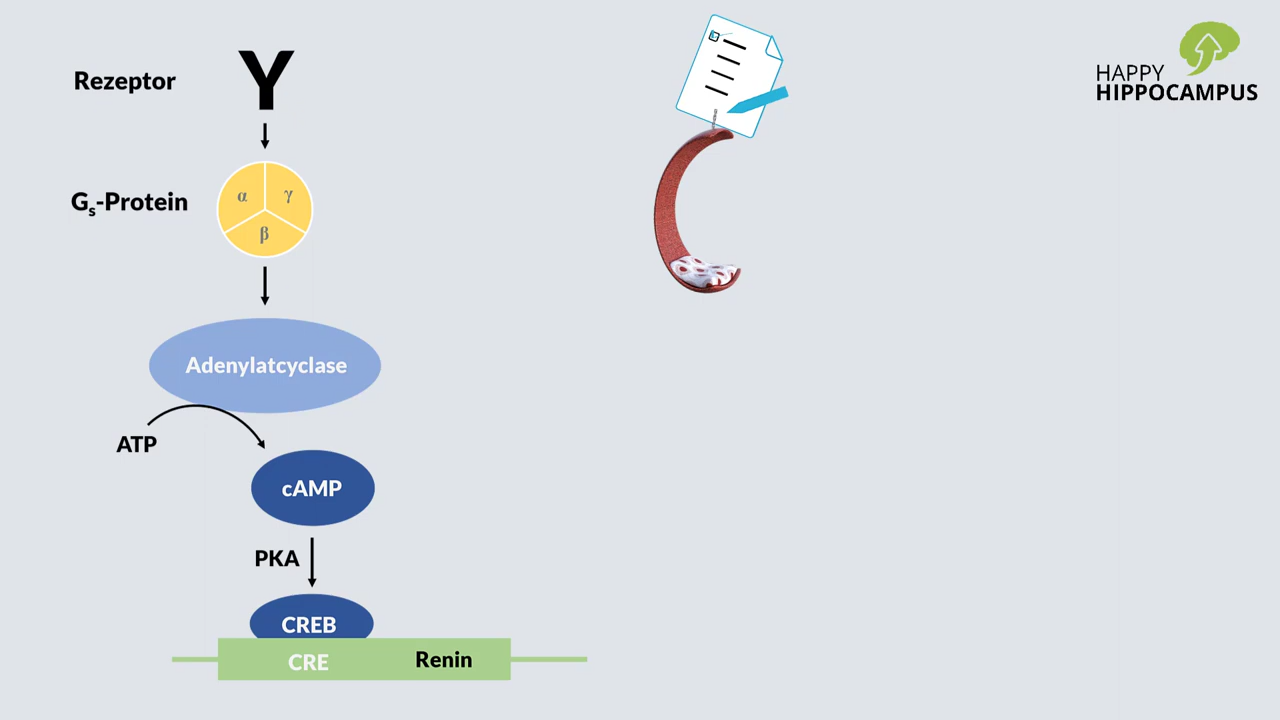 Rezeptor
Gs-Protein
α
γ
β
Adenylatcyclase
ATP
cAMP
PKA
CREB
CRE
Renin
HAPPY
HIPPOCAMPUS